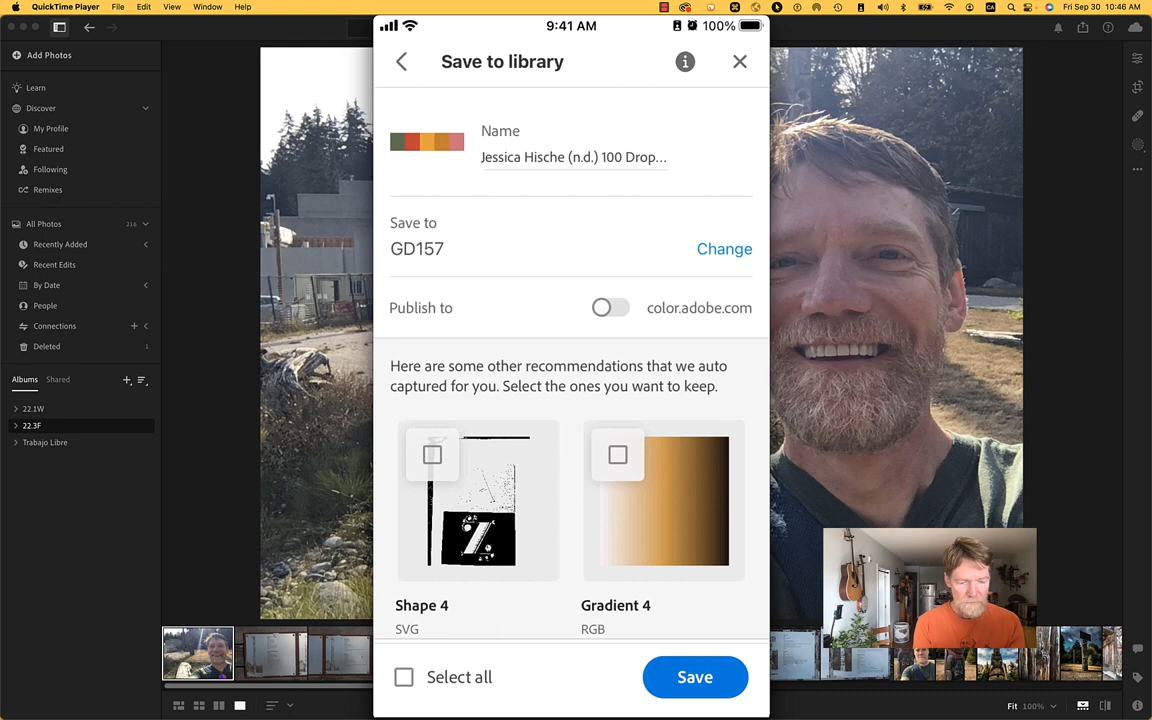 QuickTime Player File Edit View Window Help
Fri Sep 30 10:46 AM
Add Photos
Learn
Discover
My Profile
Featured
Following
Remixes
All Photos 216
Recently Added
Recent Edits
By Date
People
Connections
Deleted 1
Albums Shared
22.1W
22.3F
Trabajo Libre
9:41 AM 100%
Save to library
Name
Jessica Hische (n.d.) 100 Drop...
Save to
GD157 Change
Publish to color.adobe.com
Here are some other recommendations that we auto
captured for you. Select the ones you want to keep.
Z
Shape 4 Gradient 4
SVG RGB
Select all Save
Fit 100%